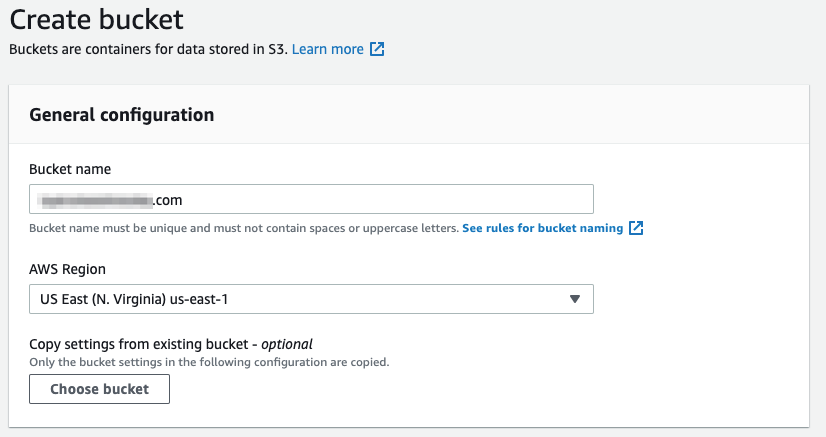 Create bucket
Buckets are containers for data stored in S3. Learn more
General configuration
Bucket name
.com
Bucket name must be unique and must not contain spaces or uppercase letters. See rules for bucket naming
AWS Region
US East (N. Virginia) us-east-1
Copy settings from existing bucket - optional
Only the bucket settings in the following configuration are copied.
Choose bucket